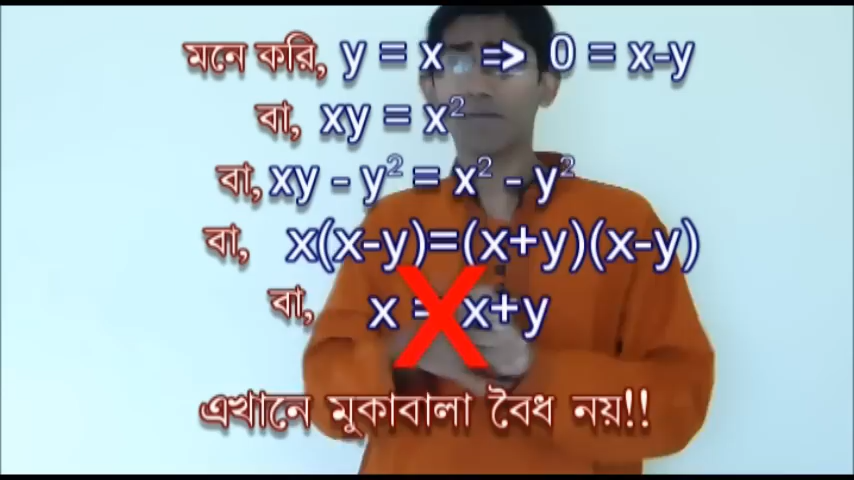 মনে করি, y = x => 0 = x-y
বা, xy = x²
বা, xy - y² = x² - y²
বা, x(x-y)=(x+y)(x-y)
বা, x = x+y
এখানে মুকাবালা বৈধ নয়!!